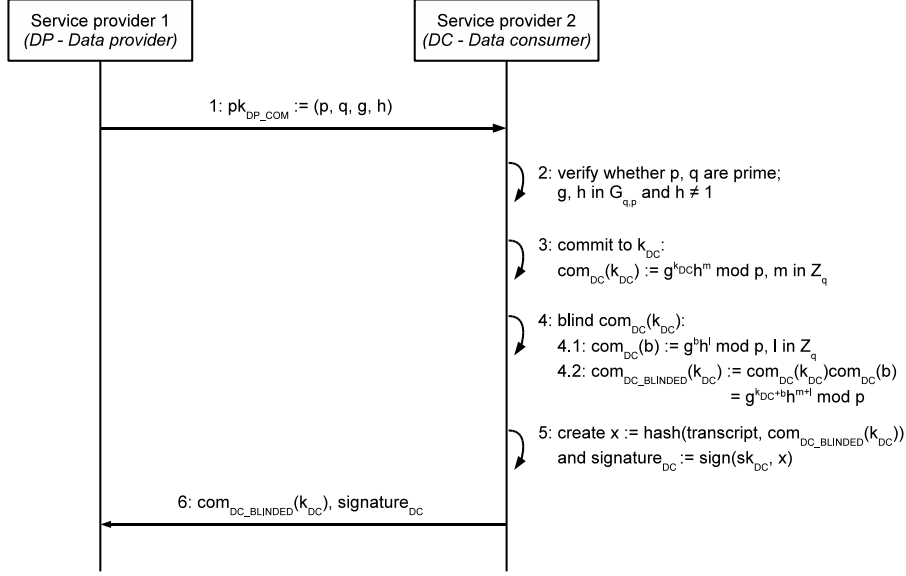 Service provider 1
(DP - Data provider)
Service provider 2
(DC - Data consumer)
1: pk_DP_COM := (p, q, g, h)
2: verify whether p, q are prime;
g, h in G_q,p and h ≠ 1
3: commit to k_DC:
com_DC(k_DC) := g^k_DC h^m mod p, m in Z_q
4: blind com_DC(k_DC):
4.1: com_DC(b) := g^b h^l mod p, l in Z_q
4.2: com_DC_BLINDED(k_DC) := com_DC(k_DC)com_DC(b)
= g^k_DC+b h^m+l mod p
5: create x := hash(transcript, com_DC_BLINDED(k_DC))
and signature_DC := sign(sk_DC, x)
6: com_DC_BLINDED(k_DC), signature_DC